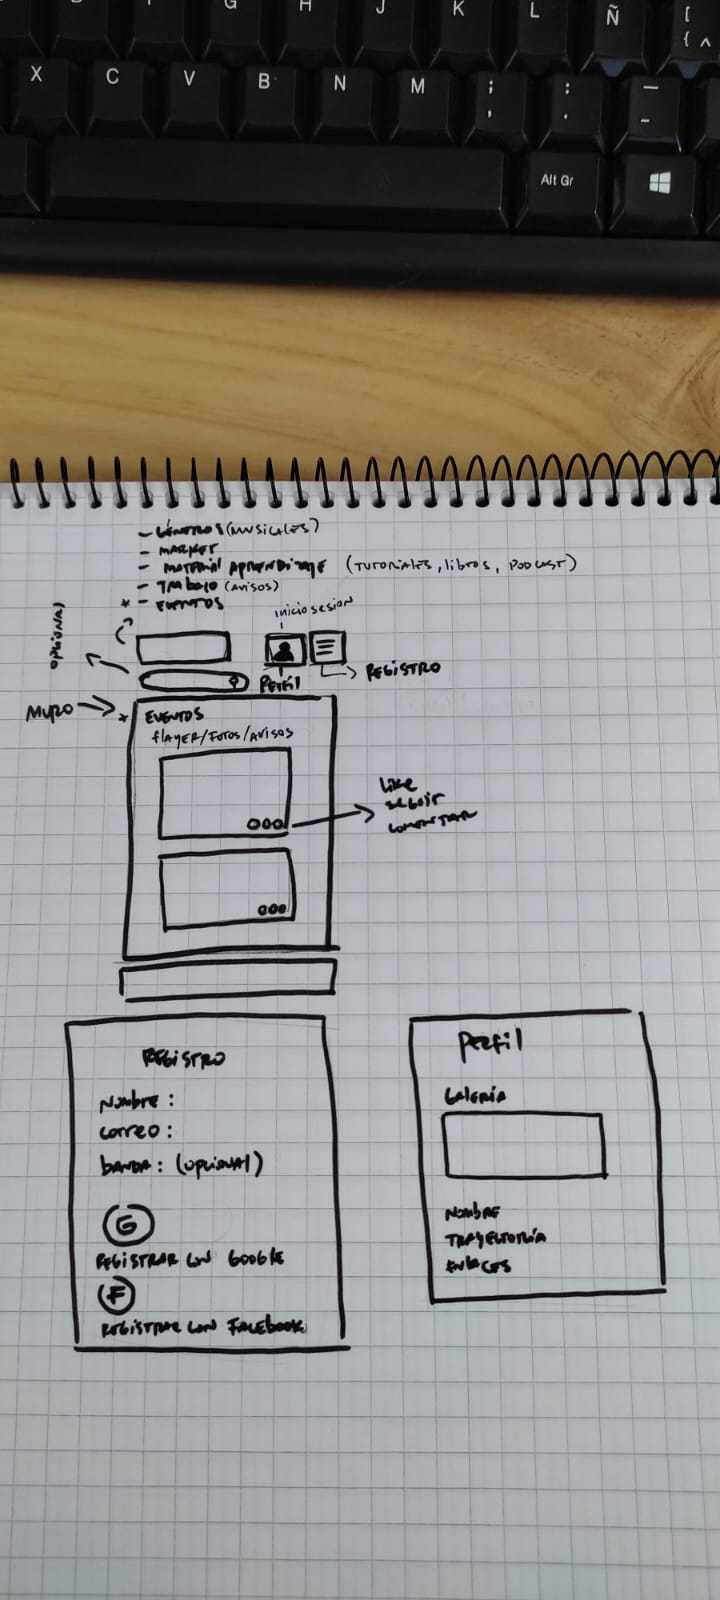 G H J K L Ñ [
{ ^
X C V B N M ; : _
, . -
Alt Gr
- GÉNEROS (MUSICALES)
- MARKET
- MATERIAL APRENDIZAJE (TUTORIALES, libros, PODCAST)
- TRABAJO (AVISOS)
* - EVENTOS
opcional
inicio sesion
PERfil
REGISTRO
MURO
* EVENTOS
flayer/fotos/AVISOS
like
SEGUIR
COMENTAR
REGISTRO
NOMBRE :
CORREO :
bANDA : (OPCIONAL)
G
REGISTRAR CON GOOGLE
F
REGISTRAR CON FACEBOOK
PERfil
GALERÍA
NOMBRE
TRAYECTORIA
ENLACES